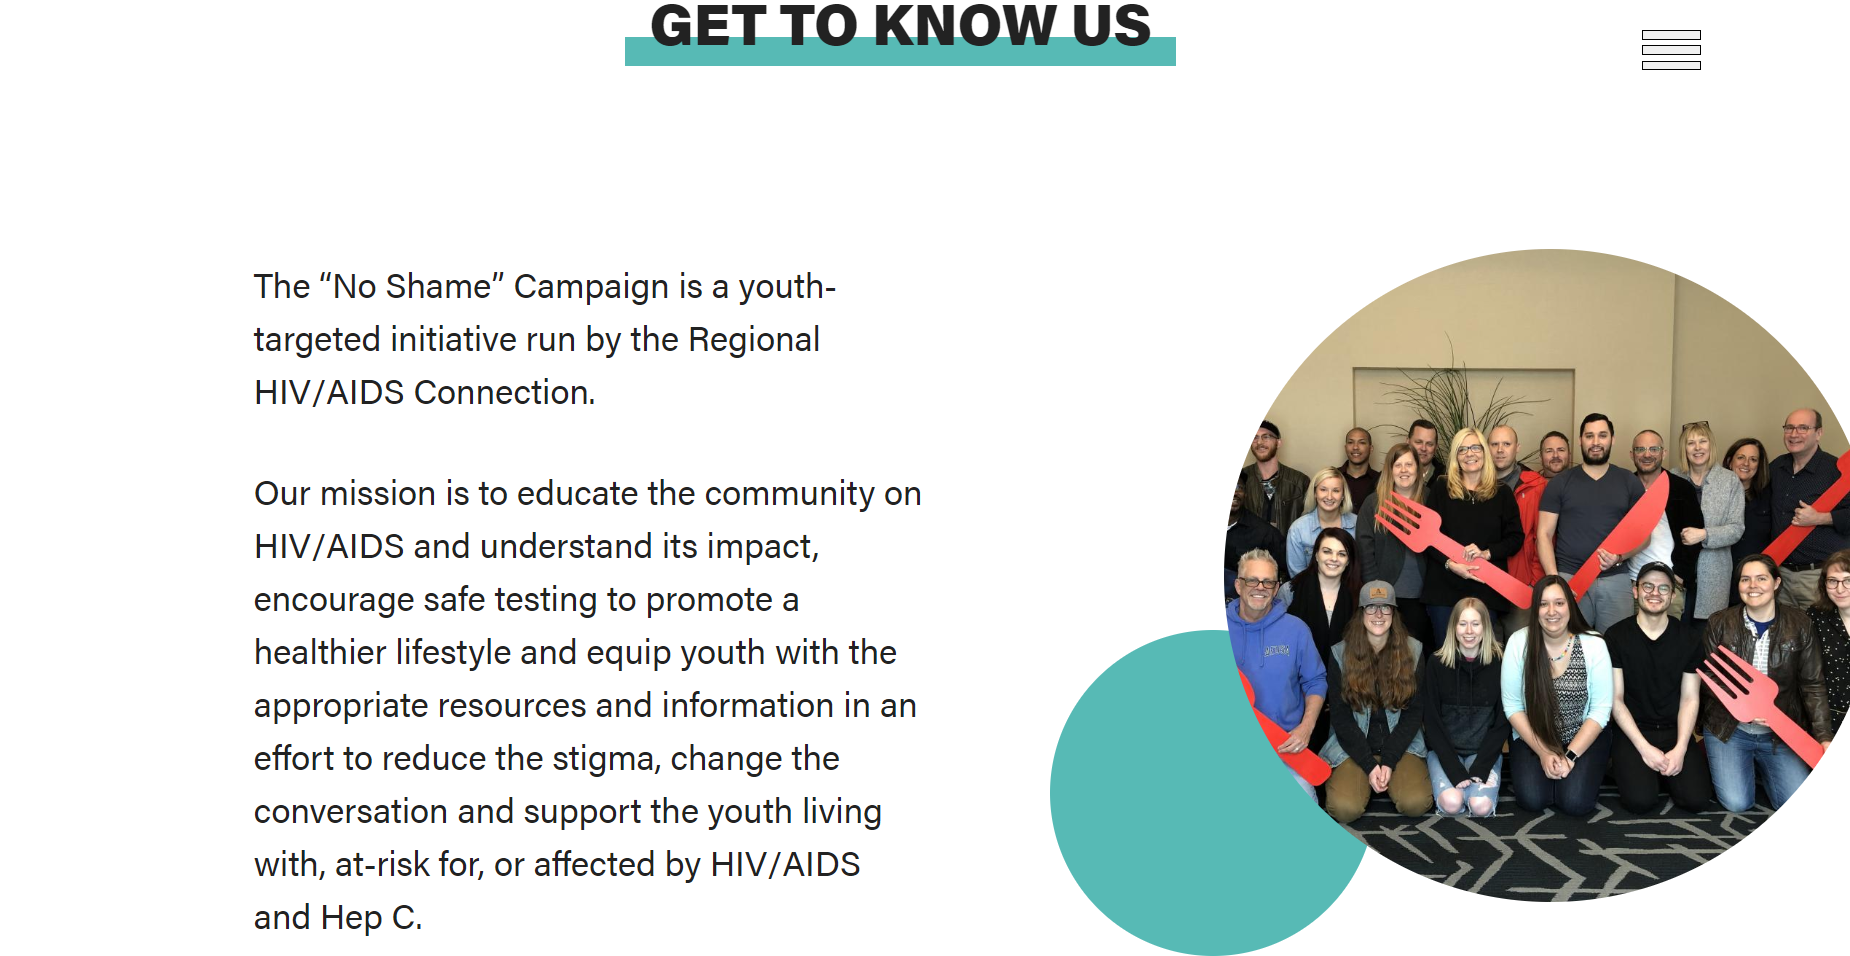 GET TO KNOW US
The “No Shame” Campaign is a youth-
targeted initiative run by the Regional
HIV/AIDS Connection.
Our mission is to educate the community on
HIV/AIDS and understand its impact,
encourage safe testing to promote a
healthier lifestyle and equip youth with the
appropriate resources and information in an
effort to reduce the stigma, change the
conversation and support the youth living
with, at-risk for, or affected by HIV/AIDS
and Hep C.